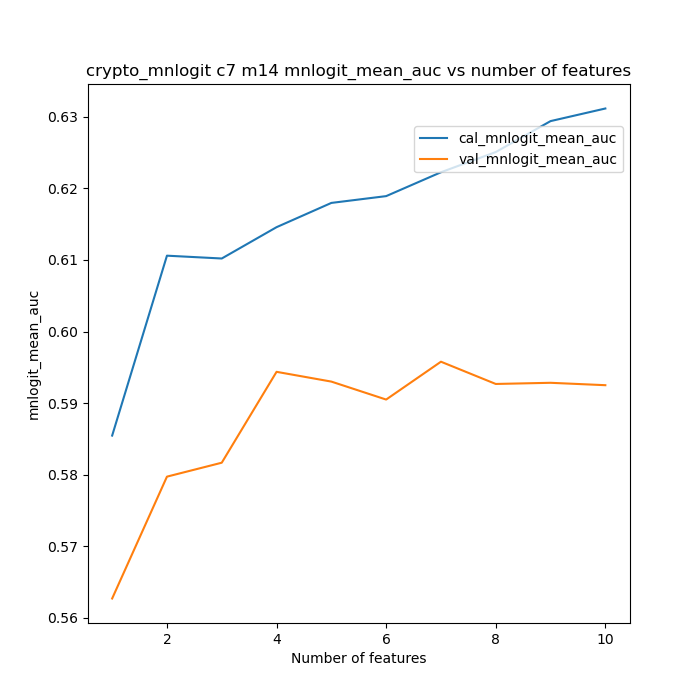 crypto_mnlogit c7 m14 mnlogit_mean_auc vs number of features
cal_mnlogit_mean_auc
val_mnlogit_mean_auc
mnlogit_mean_auc
0.63
0.62
0.61
0.60
0.59
0.58
0.57
0.56
2 4 6 8 10
Number of features